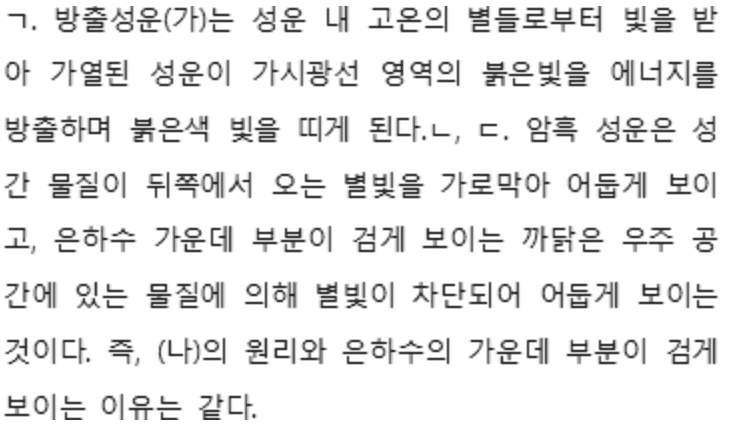 ㄱ. 방출성운(가)는 성운 내 고온의 별들로부터 빛을 받
아 가열된 성운이 가시광선 영역의 붉은빛을 에너지를
방출하며 붉은색 빛을 띠게 된다.ㄴ, ㄷ. 암흑 성운은 성
간 물질이 뒤쪽에서 오는 별빛을 가로막아 어둡게 보이
고, 은하수 가운데 부분이 검게 보이는 까닭은 우주 공
간에 있는 물질에 의해 별빛이 차단되어 어둡게 보이는
것이다. 즉, (나)의 원리와 은하수의 가운데 부분이 검게
보이는 이유는 같다.